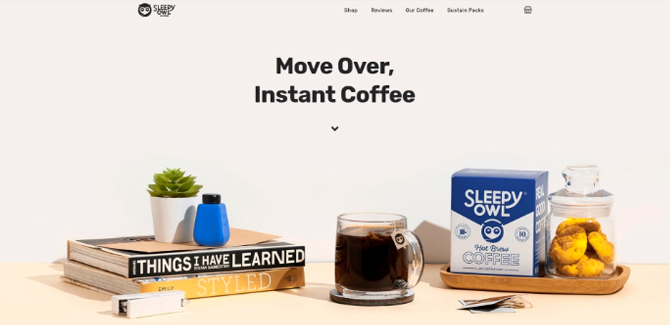 SLEEPY
OWL
Shop
Reviews
Our Coffee
Sustain Packs
Move Over,
Instant Coffee
THINGS I HAVE LEARNED
STYLED
EMILY
SLEEPY
OWL
Hot Brew
COFFEE